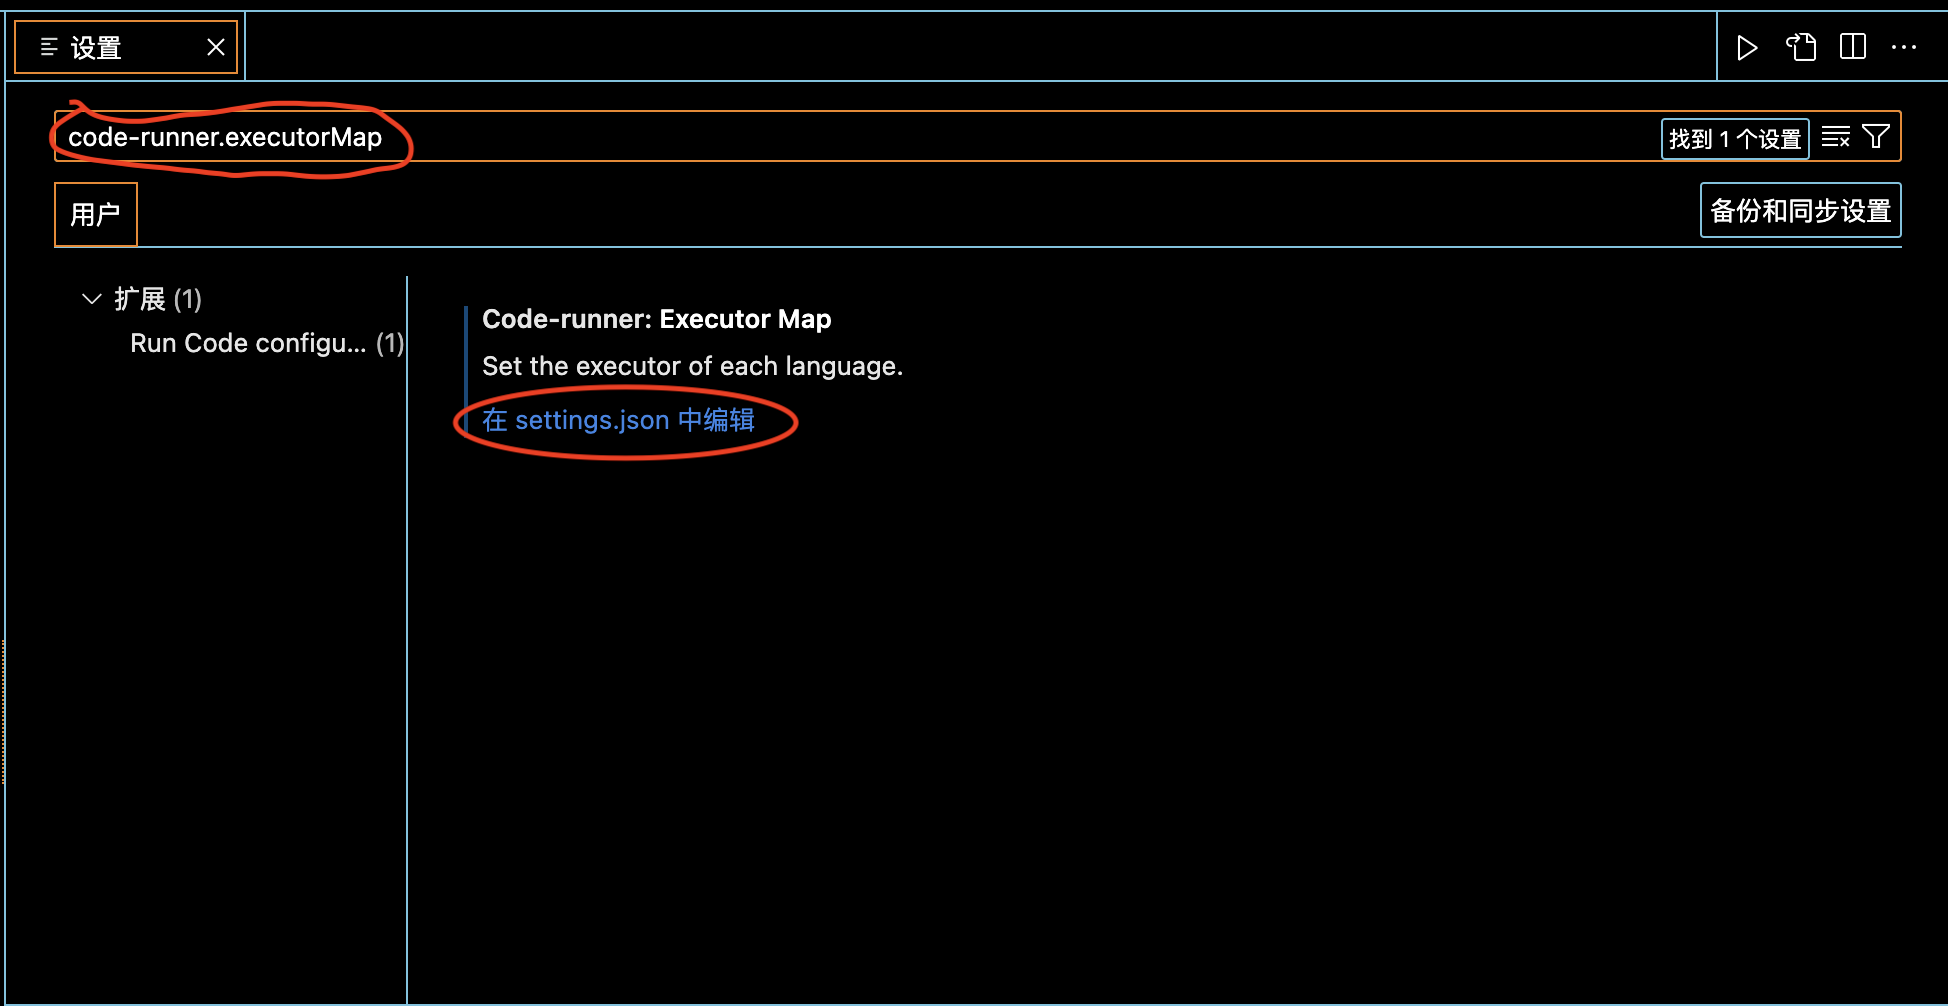 设置
code-runner.executorMap
找到 1 个设置
用户
备份和同步设置
扩展 (1)
Run Code configu... (1)
Code-runner: Executor Map
Set the executor of each language.
在 settings.json 中编辑